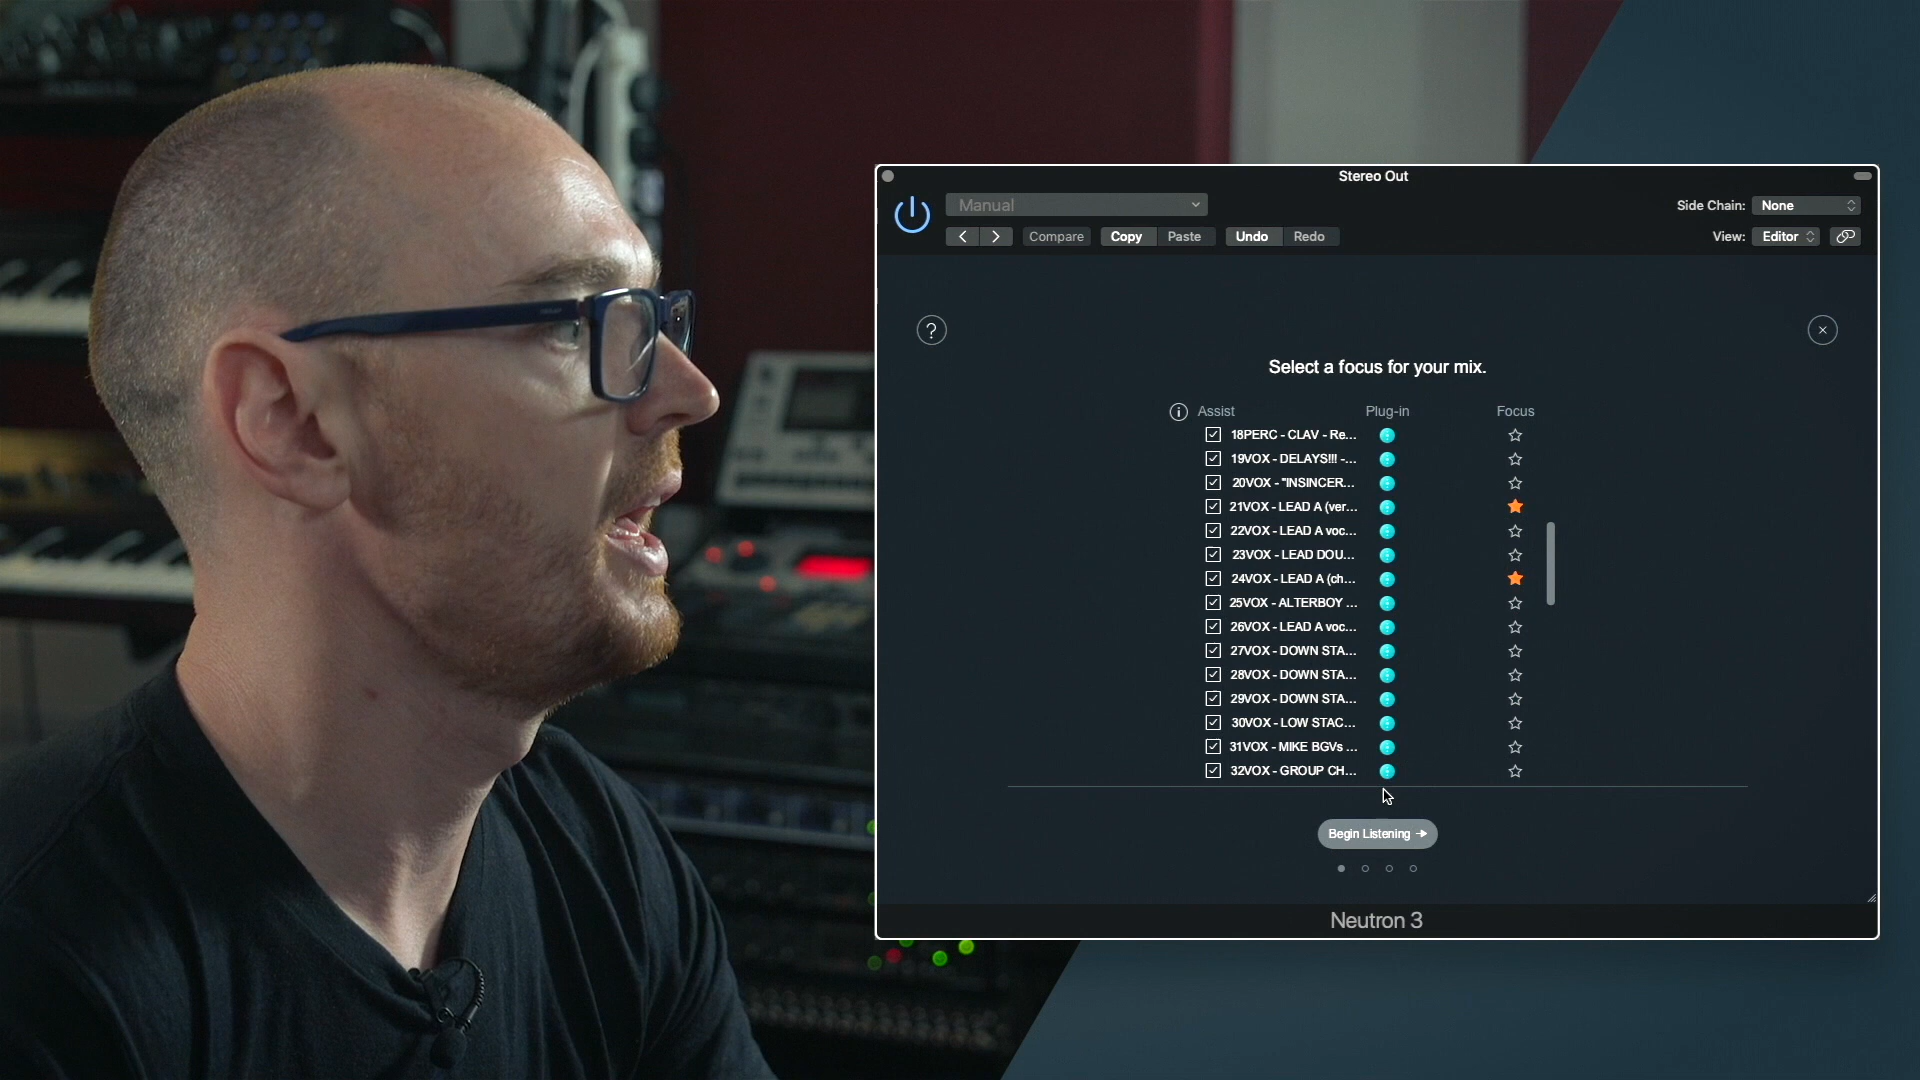 Stereo Out
Manual
Side Chain: None
Compare Copy Paste Undo Redo
View: Editor
?
Select a focus for your mix.
i Assist Plug-in Focus
18PERC - CLAV - Re...
19VOX - DELAYS!!! -...
20VOX - "INSINCER...
21VOX - LEAD A (ver...
22VOX - LEAD A voc...
23VOX - LEAD DOU...
24VOX - LEAD A (ch...
25VOX - ALTERBOY ...
26VOX - LEAD A voc...
27VOX - DOWN STA...
28VOX - DOWN STA...
29VOX - DOWN STA...
30VOX - LOW STAC...
31VOX - MIKE BGVs ...
32VOX - GROUP CH...
Begin Listening
Neutron 3